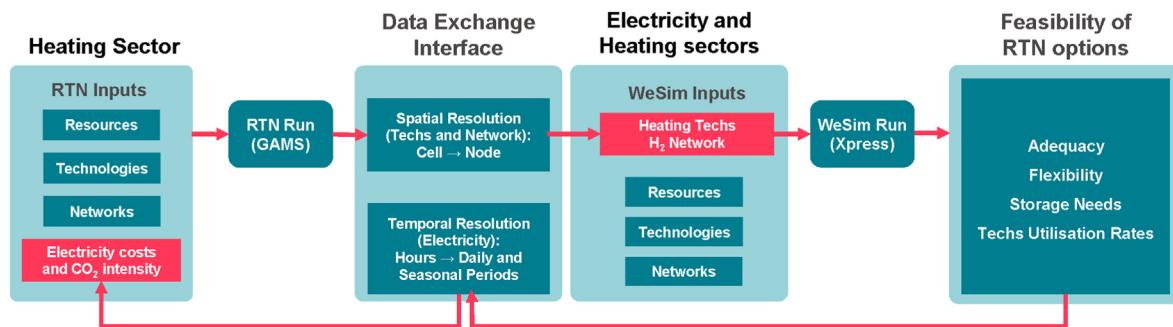 Heating Sector
RTN Inputs
Resources
Technologies
Networks
Electricity costs
and CO₂ intensity
RTN Run
(GAMS)
Data Exchange
Interface
Spatial Resolution
(Techs and Network):
Cell → Node
Temporal Resolution
(Electricity):
Hours → Daily and
Seasonal Periods
Electricity and
Heating sectors
WeSim Inputs
Heating Techs
H₂ Network
Resources
Technologies
Networks
WeSim Run
(Xpress)
Feasibility of
RTN options
Adequacy
Flexibility
Storage Needs
Techs Utilisation Rates